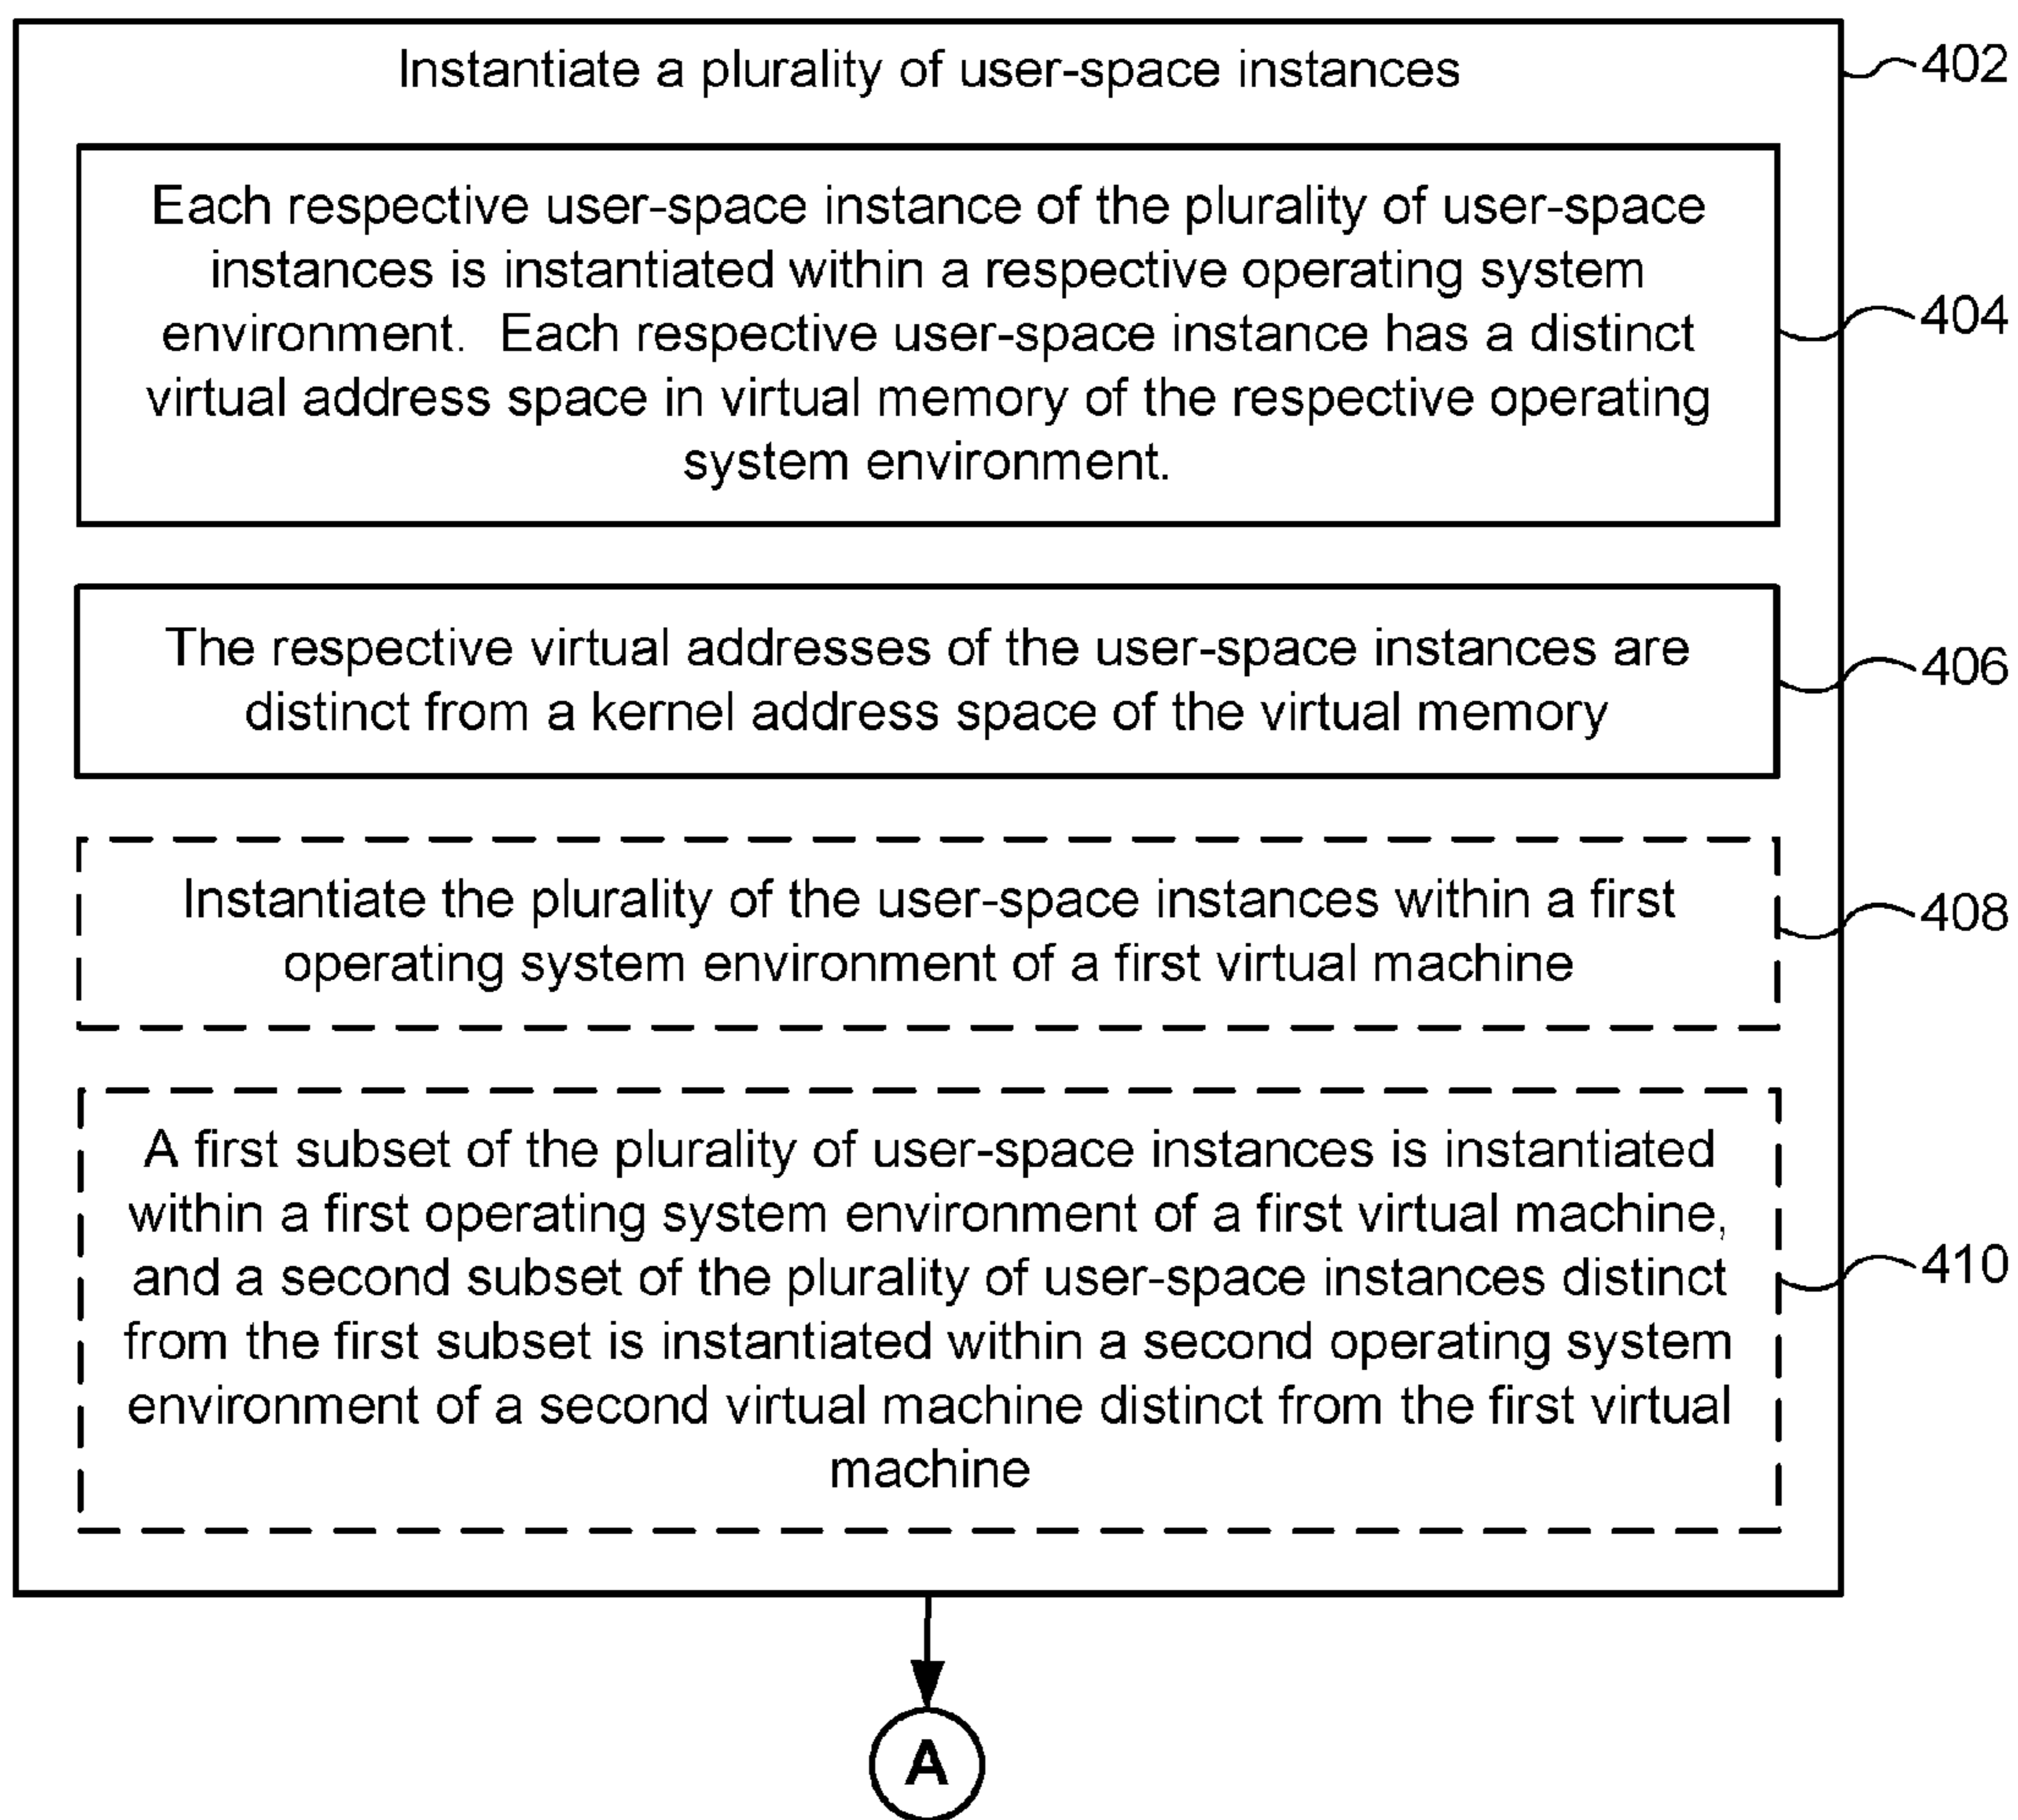 Instantiate a plurality of user-space instances
402
Each respective user-space instance of the plurality of user-space
instances is instantiated within a respective operating system
environment.  Each respective user-space instance has a distinct
virtual address space in virtual memory of the respective operating
system environment.
404
The respective virtual addresses of the user-space instances are
distinct from a kernel address space of the virtual memory
406
Instantiate the plurality of the user-space instances within a first
operating system environment of a first virtual machine
408
A first subset of the plurality of user-space instances is instantiated
within a first operating system environment of a first virtual machine,
and a second subset of the plurality of user-space instances distinct
from the first subset is instantiated within a second operating system
environment of a second virtual machine distinct from the first virtual
machine
410
A